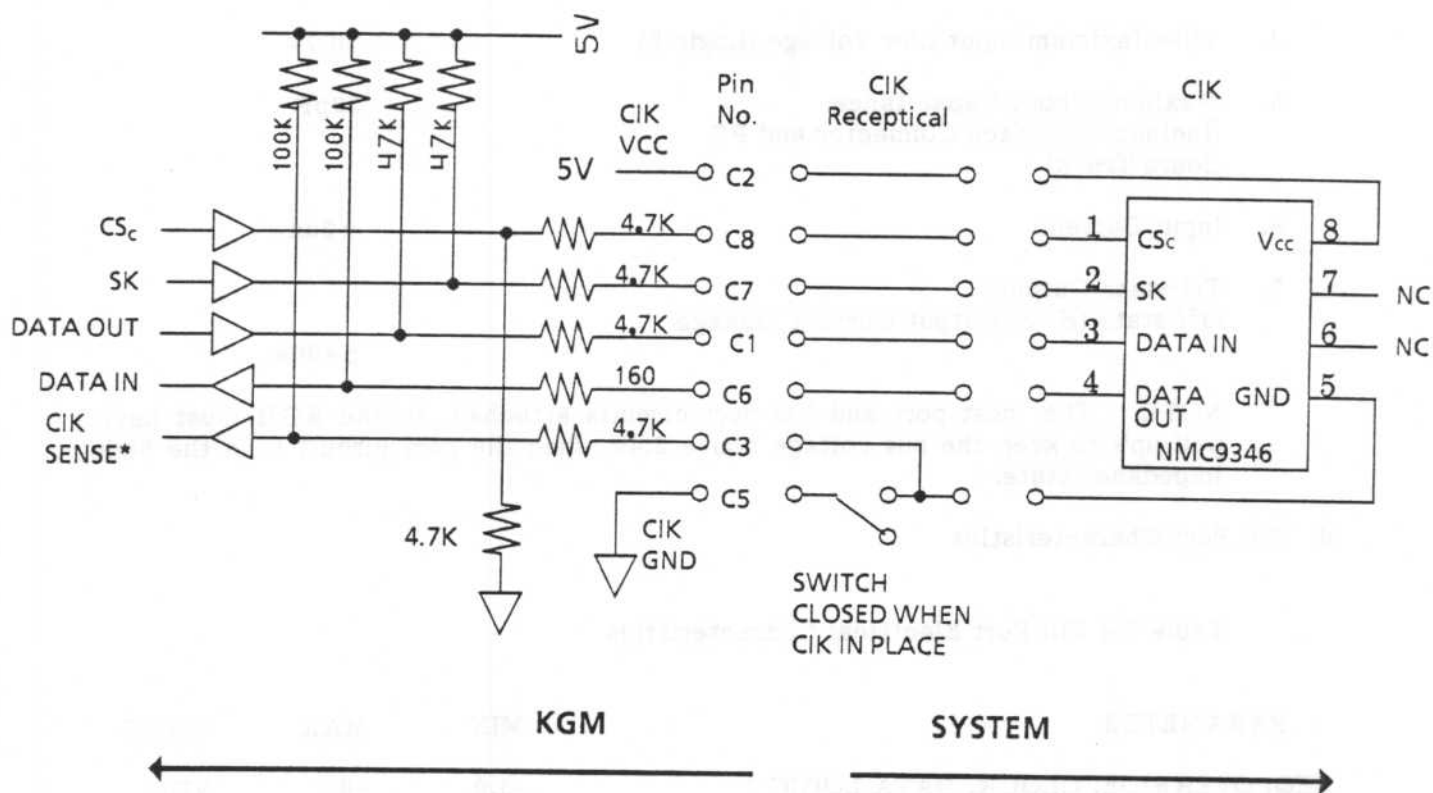 5V
100K
100K
47K
47K
CIK
VCC
Pin
No.
CIK
Receptical
CIK
5V
C2
CSc
4.7K
C8
1
CSc
Vcc
8
SK
4.7K
C7
2
SK
7
NC
DATA OUT
4.7K
C1
3
DATA IN
6
NC
DATA IN
160
C6
4
DATA
OUT
GND
5
CIK
SENSE*
4.7K
C3
NMC9346
C5
4.7K
CIK
GND
SWITCH
CLOSED WHEN
CIK IN PLACE
KGM
SYSTEM